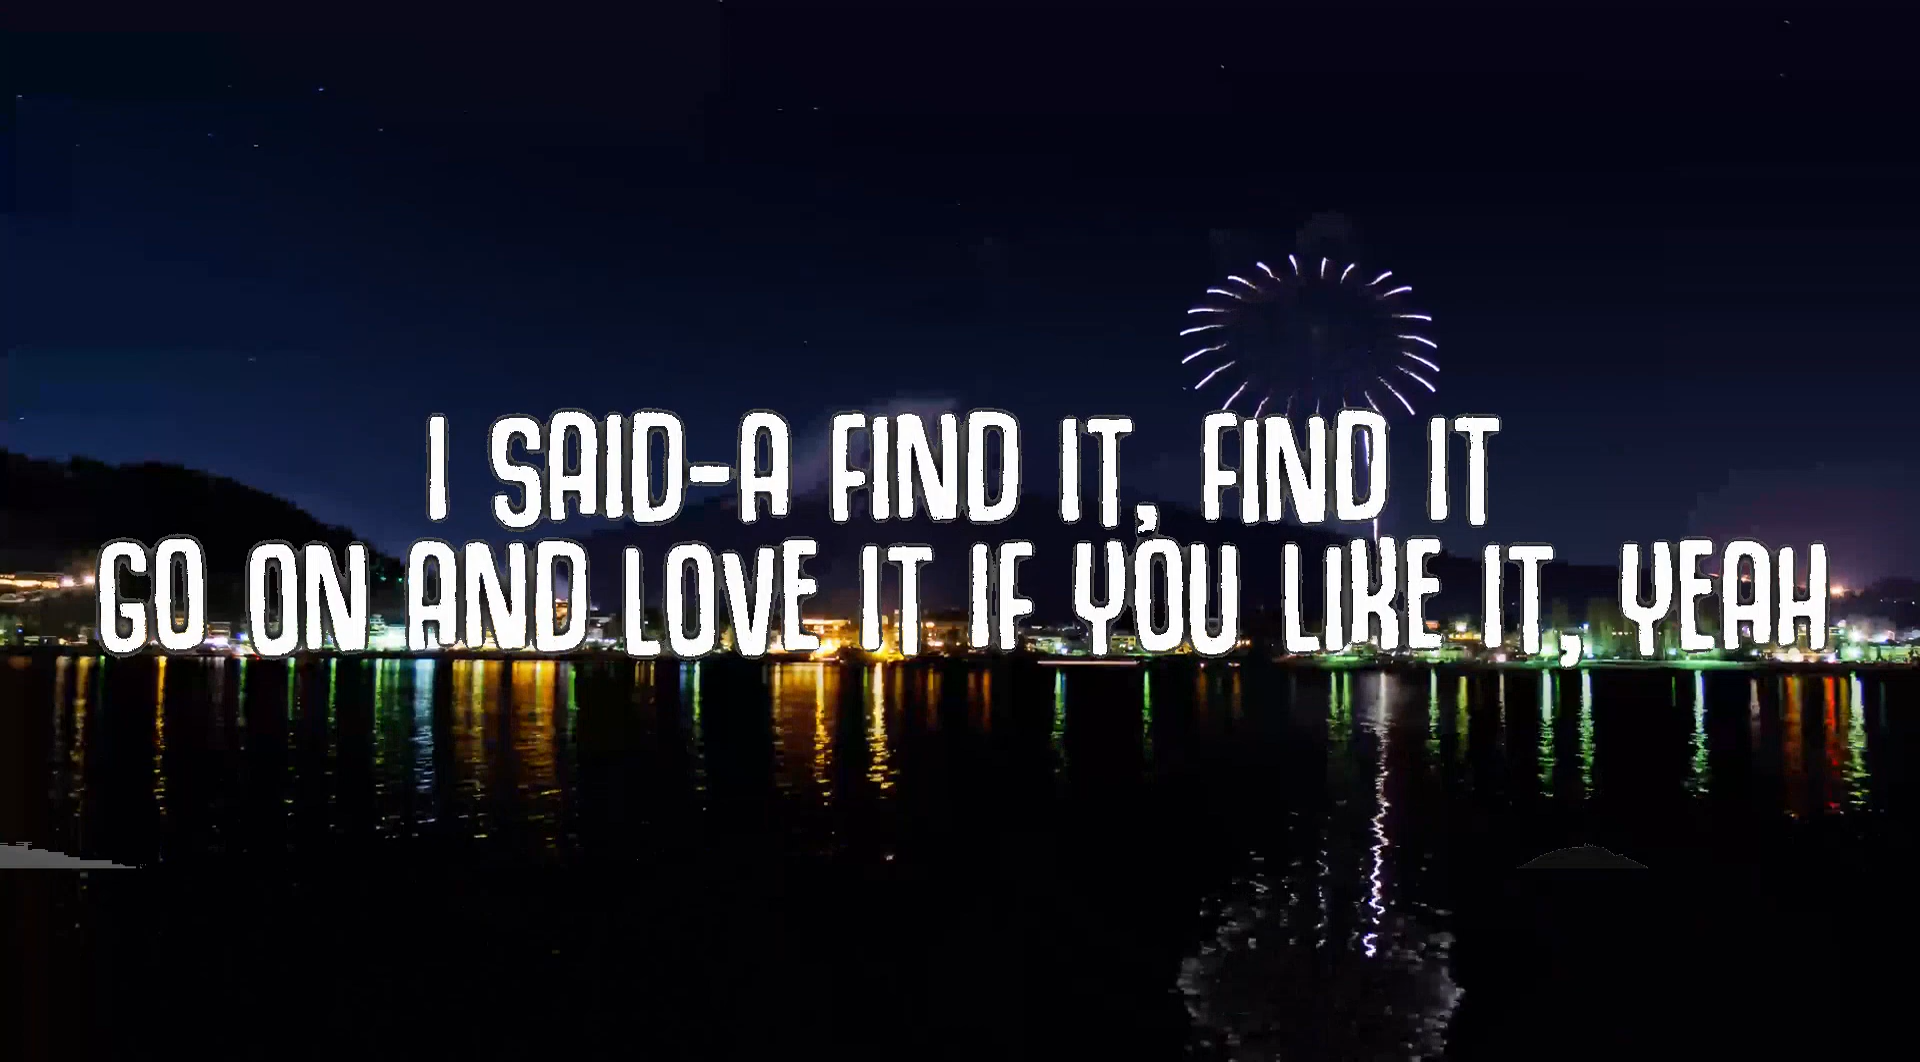 I SAID-A FIND IT, FIND IT
GO ON AND LOVE IT IF YOU LIKE IT, YEAH